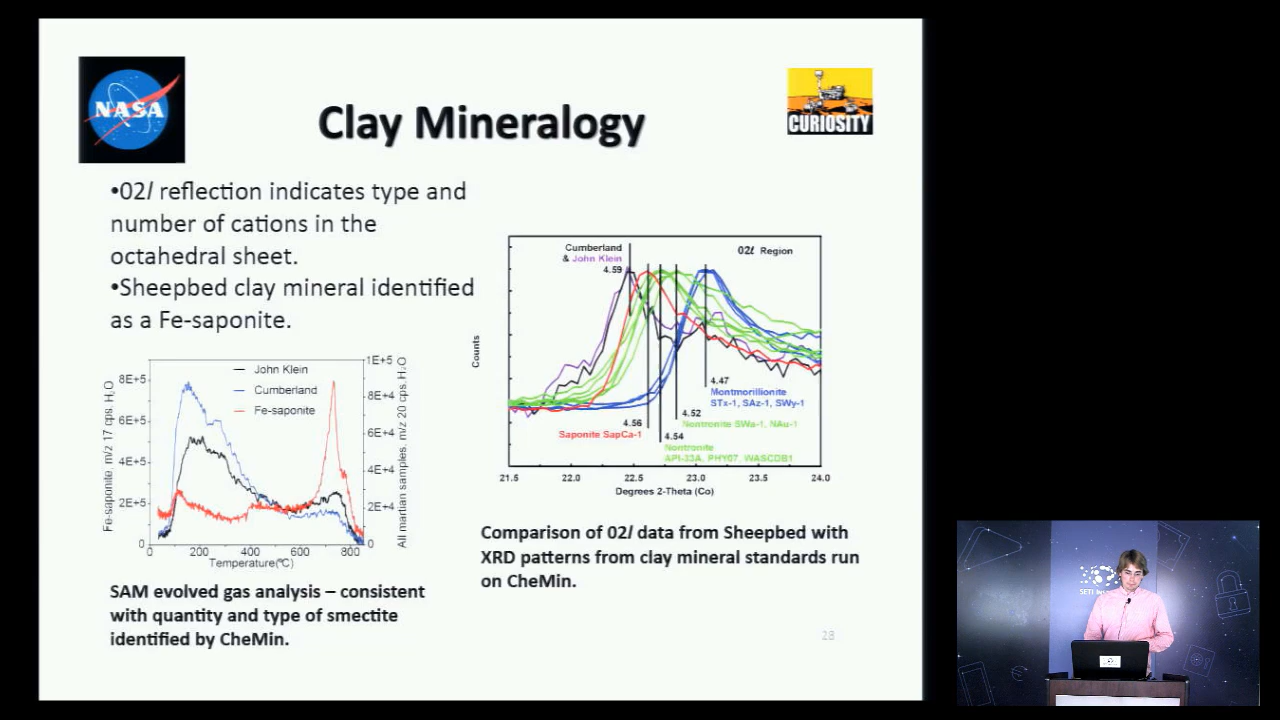 NASA
Clay Mineralogy
CURIOSITY
•02l reflection indicates type and
number of cations in the
octahedral sheet.
•Sheepbed clay mineral identified
as a Fe-saponite.
John Klein
Cumberland
Fe-saponite
8E+5
6E+5
4E+5
2E+5
0
1E+5
8E+4
6E+4
4E+4
2E+4
0
Fe-saponite, m/z 17 cps, H2O
All martian samples, m/z 20 cps, H2O
0 200 400 600 800
Temperature(ºC)
SAM evolved gas analysis – consistent
with quantity and type of smectite
identified by CheMin.
Cumberland
& John Klein
4.59
02ℓ Region
Counts
4.47
Montmorillionite
STx-1, SAz-1, SWy-1
4.52
Nontronite SWa-1, NAu-1
4.56
Saponite SapCa-1
4.54
Nontronite
API-33A, PHY07, WASCDB1
21.5 22.0 22.5 23.0 23.5 24.0
Degrees 2-Theta (Co)
Comparison of 02l data from Sheepbed with
XRD patterns from clay mineral standards run
on CheMin.
28
SETI